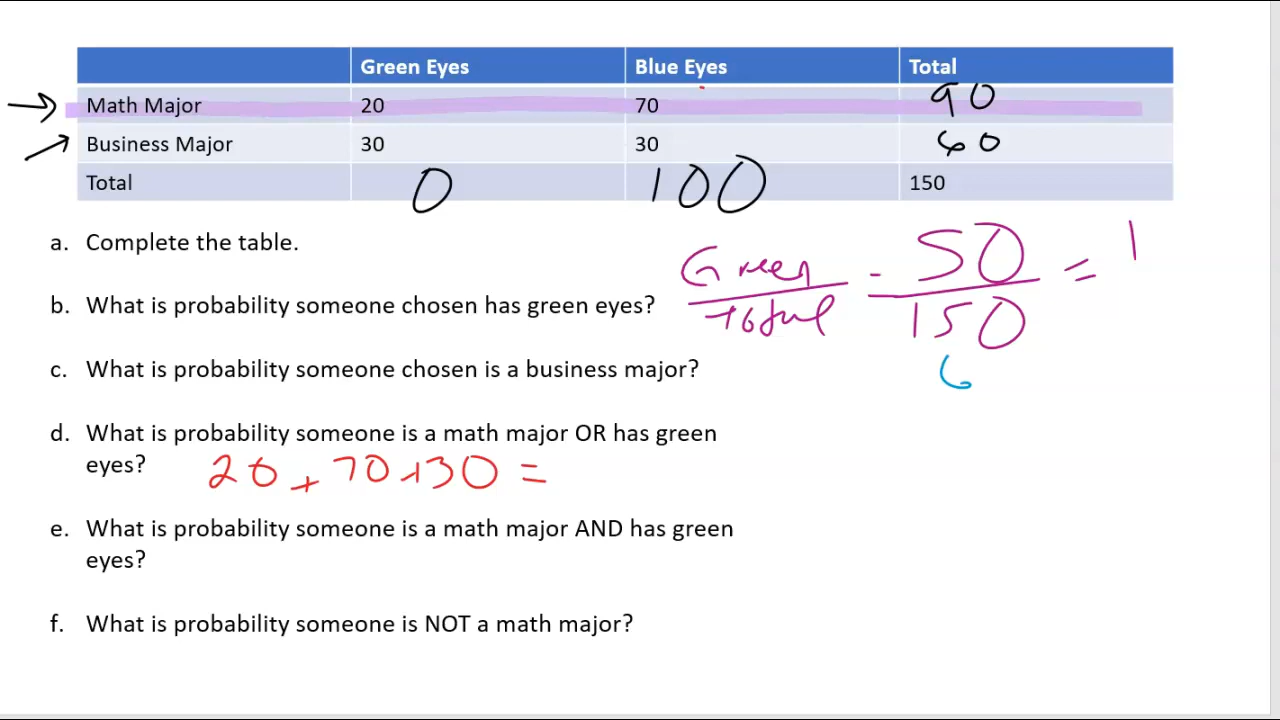 Green Eyes Blue Eyes Total
Math Major 20 70 90
Business Major 30 30 60
Total 0 100 150
a. Complete the table.
Green - 50 = 1
b. What is probability someone chosen has green eyes?
Total 150
c. What is probability someone chosen is a business major? 6
d. What is probability someone is a math major OR has green
eyes? 20 + 70 + 30 =
e. What is probability someone is a math major AND has green
eyes?
f. What is probability someone is NOT a math major?